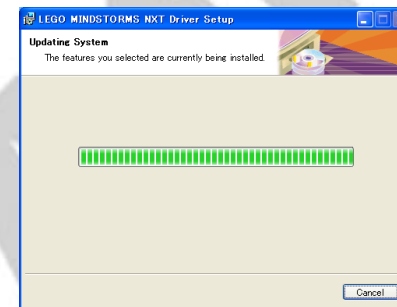 LEGO MINDSTORMS NXT Driver Setup
Updating System
The features you selected are currently being installed.
Cancel